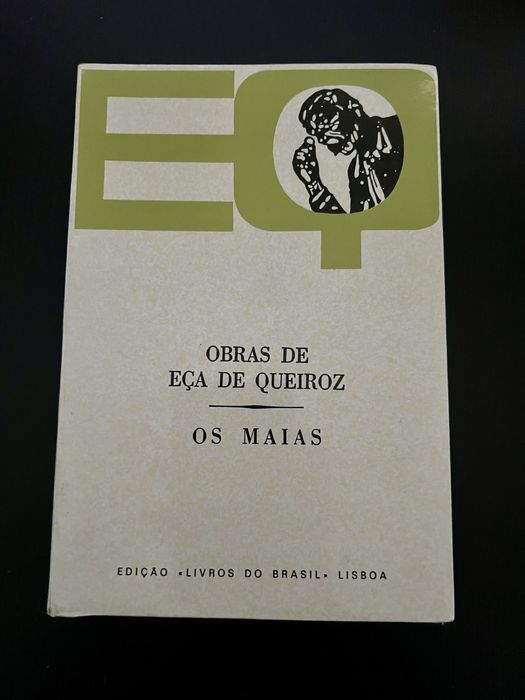 EQ
OBRAS DE
EÇA DE QUEIROZ
OS MAIAS
EDIÇÃO «LIVROS DO BRASIL» LISBOA